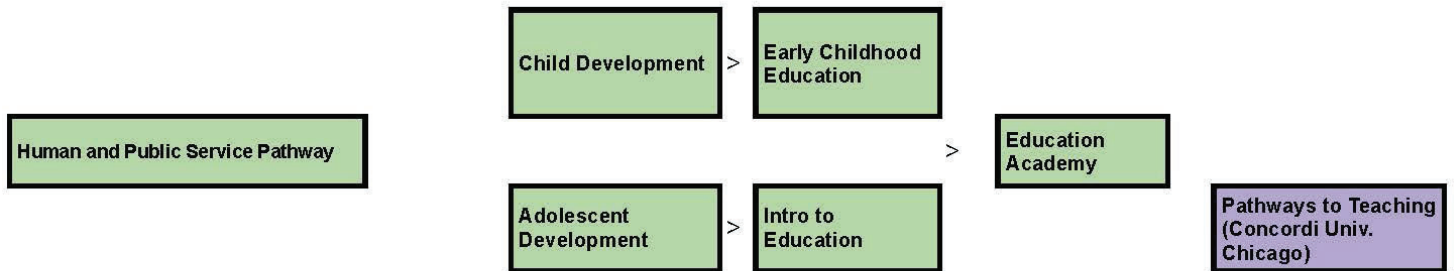 Human and Public Service Pathway
Child Development
>
Early Childhood
Education
Adolescent
Development
>
Intro to
Education
>
Education
Academy
Pathways to Teaching
(Concordi Univ.
Chicago)